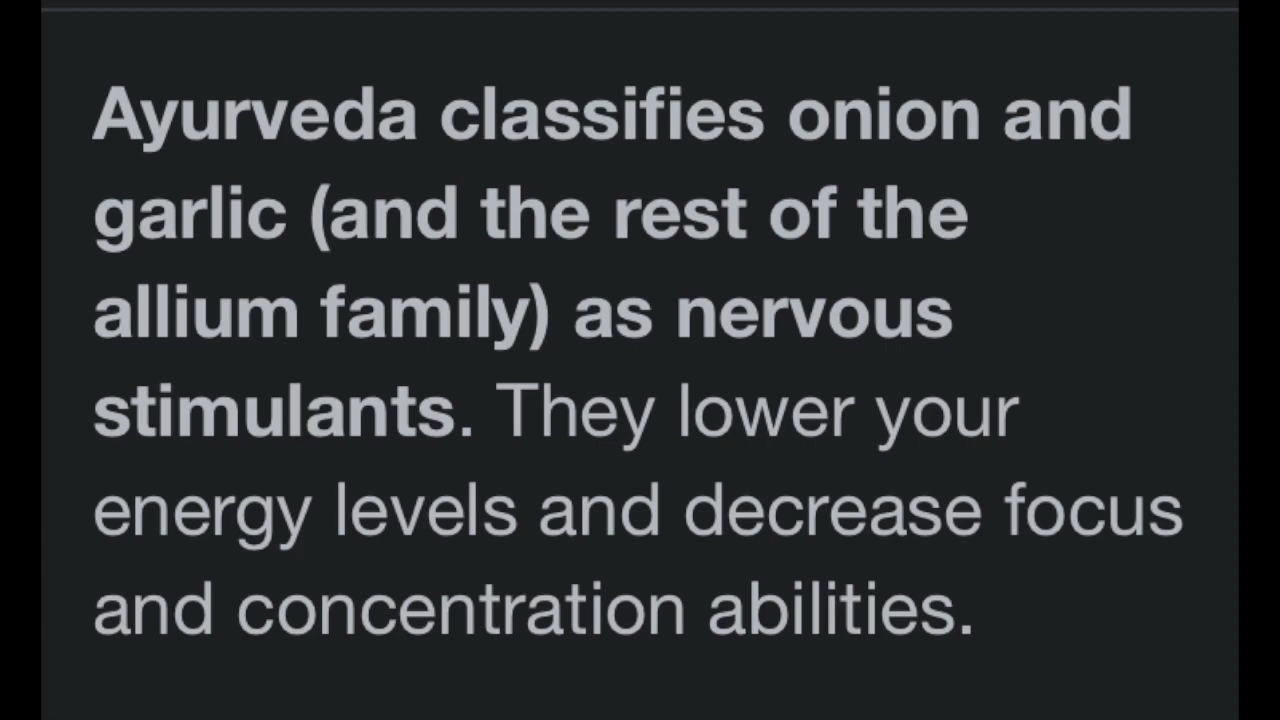 Ayurveda classifies onion and
garlic (and the rest of the
allium family) as nervous
stimulants. They lower your
energy levels and decrease focus
and concentration abilities.